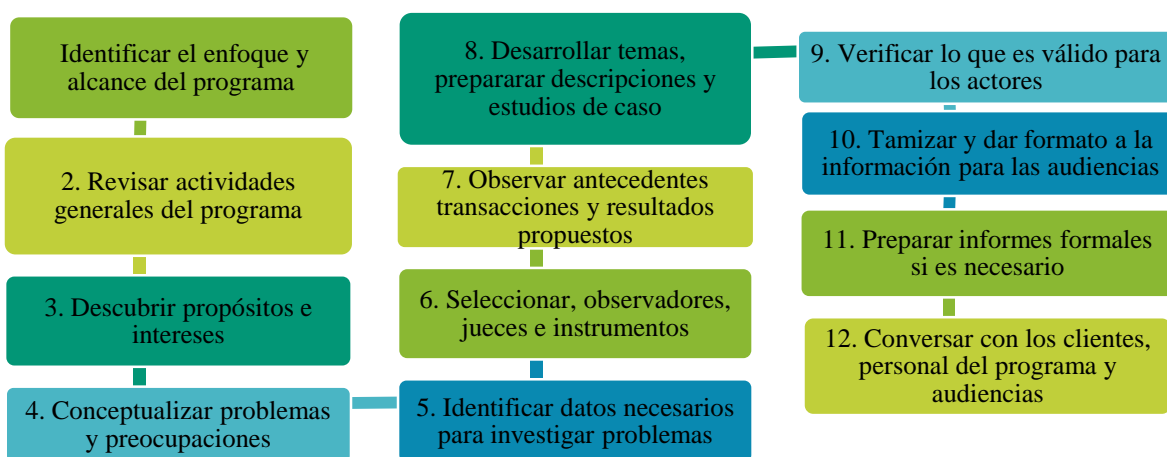 Identificar el enfoque y
alcance del programa
2. Revisar actividades
generales del programa
3. Descubrir propósitos e
intereses
4. Conceptualizar problemas
y preocupaciones
5. Identificar datos necesarios
para investigar problemas
6. Seleccionar, observadores,
jueces e instrumentos
7. Observar antecedentes
transacciones y resultados
propuestos
8. Desarrollar temas,
prepararar descripciones y
estudios de caso
9. Verificar lo que es válido para
los actores
10. Tamizar y dar formato a la
información para las audiencias
11. Preparar informes formales
si es necesario
12. Conversar con los clientes,
personal del programa y
audiencias